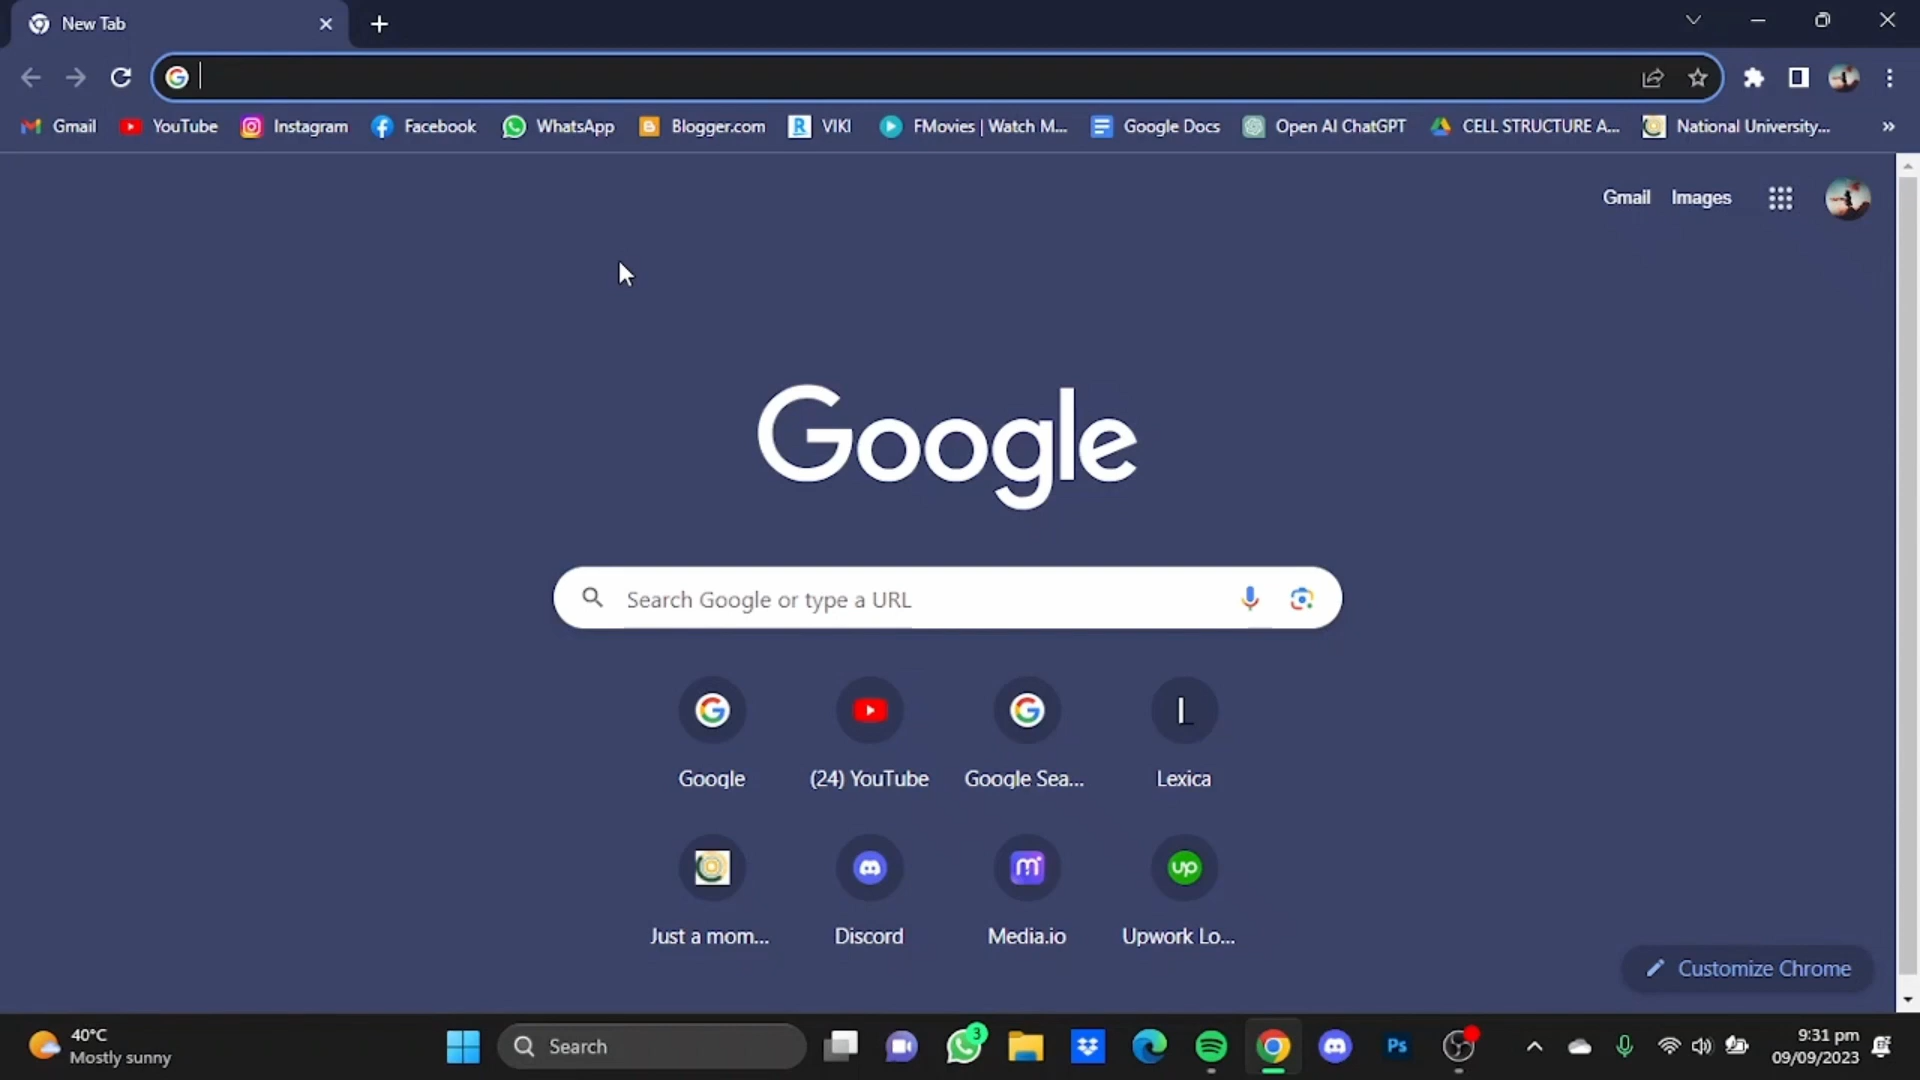 New Tab
Gmail YouTube Instagram Facebook WhatsApp Blogger.com VIKI FMovies | Watch M... Google Docs Open AI ChatGPT CELL STRUCTURE A... National University... »
Gmail Images
Google
Search Google or type a URL
Google (24) YouTube Google Sea... Lexica
Just a mom... Discord Media.io Upwork Lo...
Customize Chrome
40°C
Mostly sunny
Search
3
Ps
9:31 pm
09/09/2023